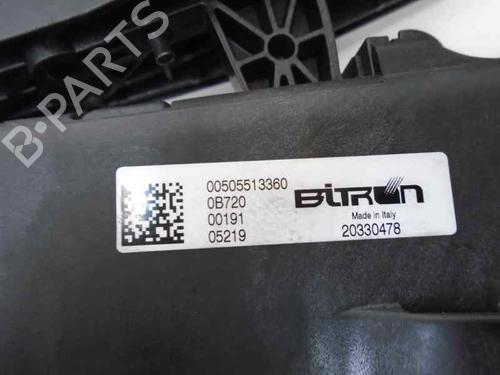 B-PARTS
00505513360
0B720
00191
05219
BiTRON
Made in Italy
20330478